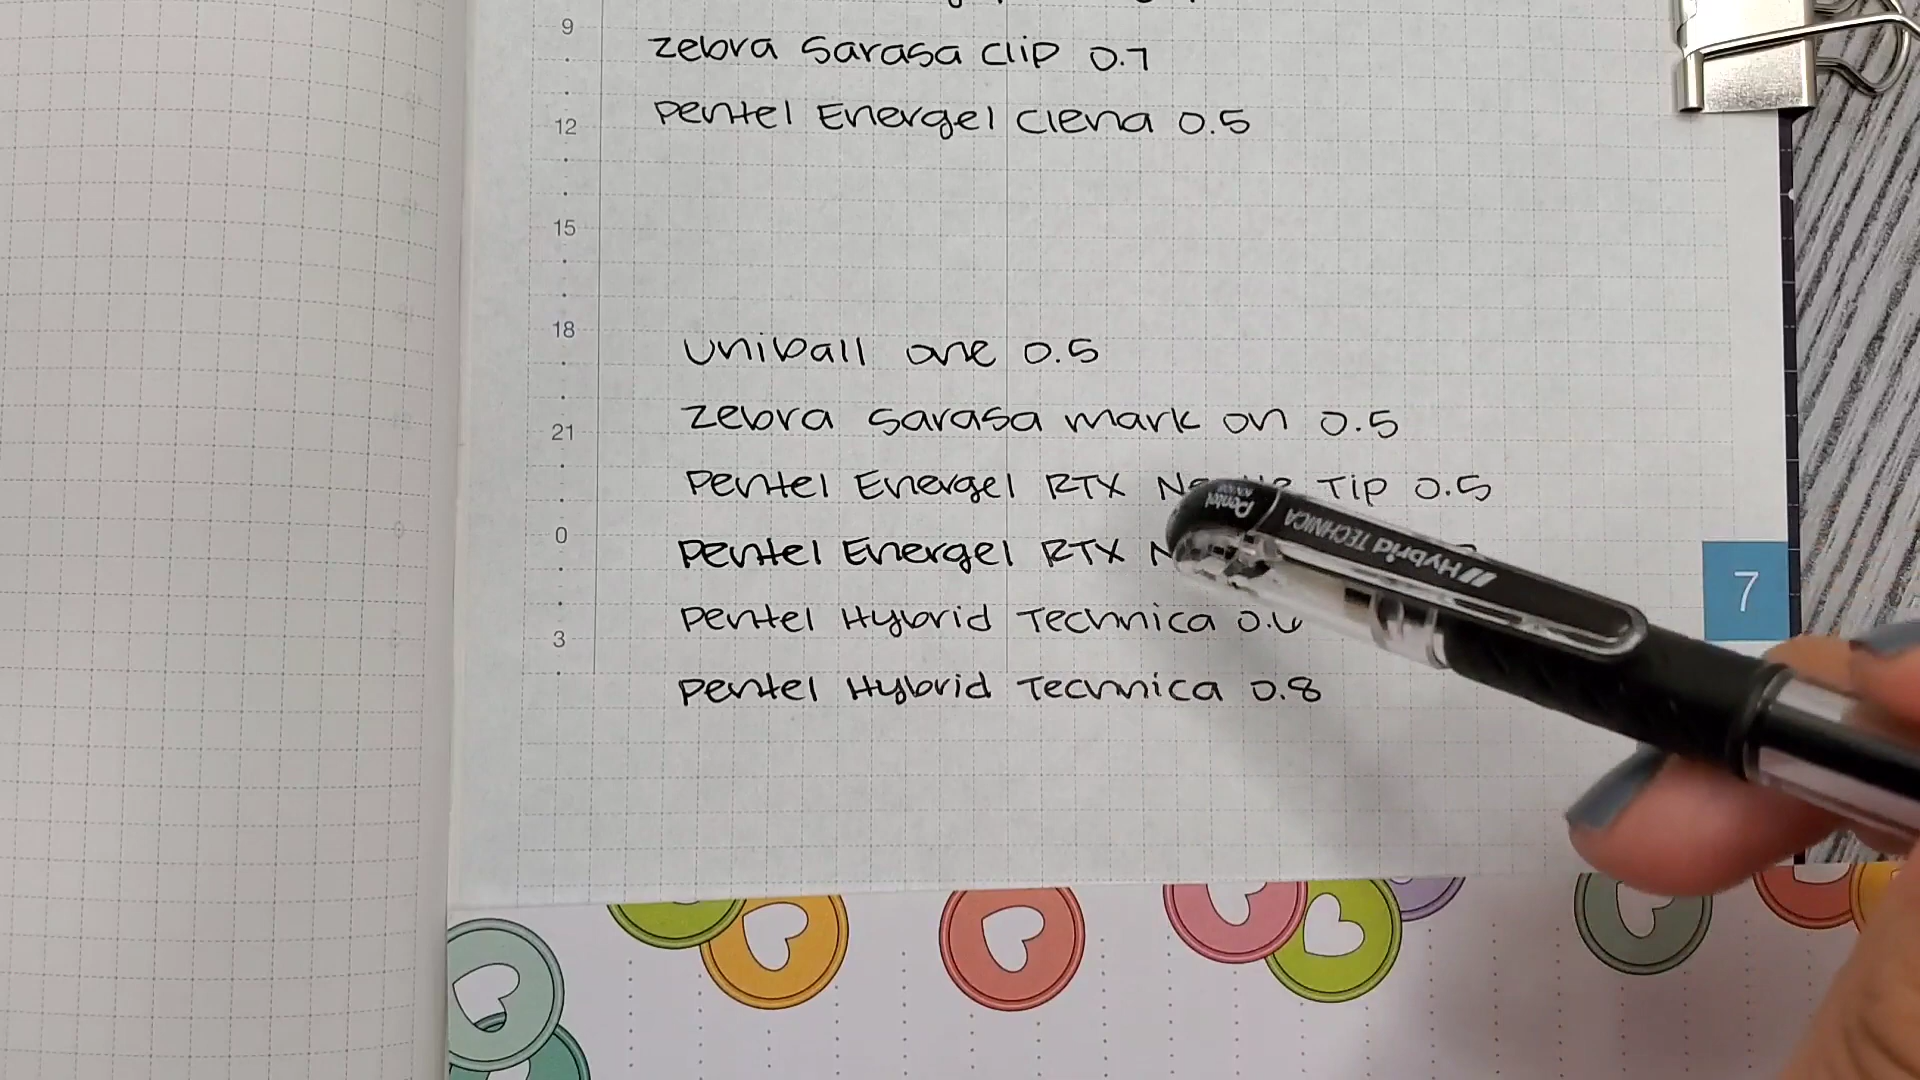 9
zebra Sarasa Clip 0.7
12
Pentel Energel Clena 0.5
15
18
Uniball one 0.5
zebra Sarasa mark on 0.5
21
Pentel Energel RTX Tip 0.5
0
Pentel Energel RTX
Pentel Hybrid Technica
3
Pentel Hybrid Technica 0.8
Pentel
Hybrid TECHNICA
7